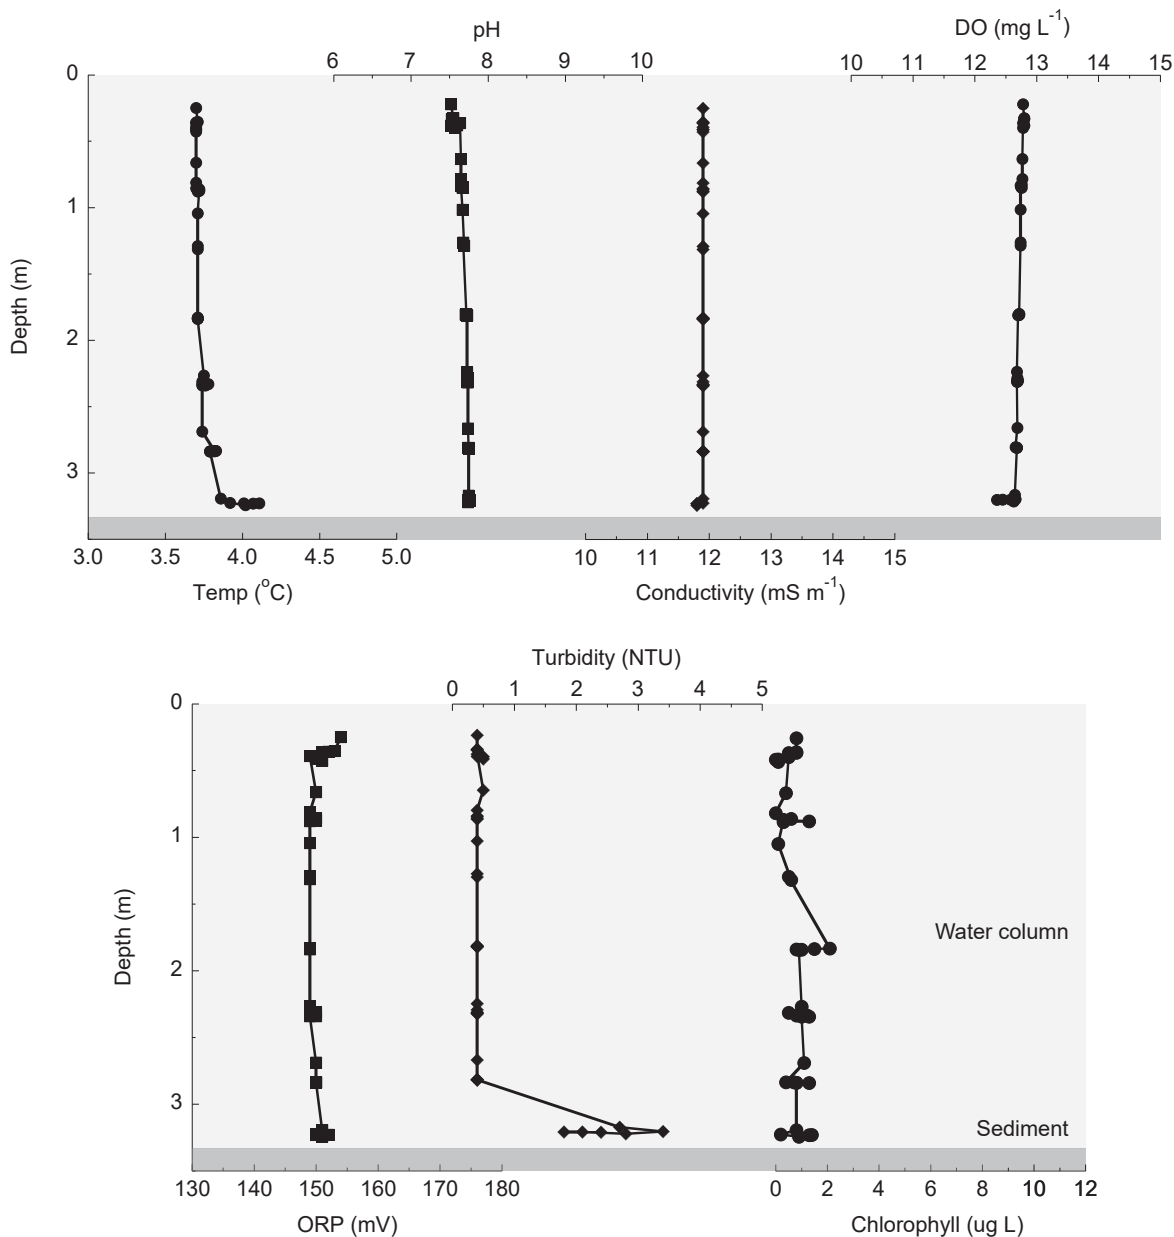 pH
DO (mg L-1)
6 7 8 9 10
10 11 12 13 14 15
0
1
2
3
Depth (m)
3.0 3.5 4.0 4.5 5.0
10 11 12 13 14 15
Temp (oC)
Conductivity (mS m-1)
Turbidity (NTU)
0 1 2 3 4 5
0
1
2
3
Depth (m)
Water column
Sediment
130 140 150 160 170 180
0 2 4 6 8 10 12
ORP (mV)
Chlorophyll (ug L)